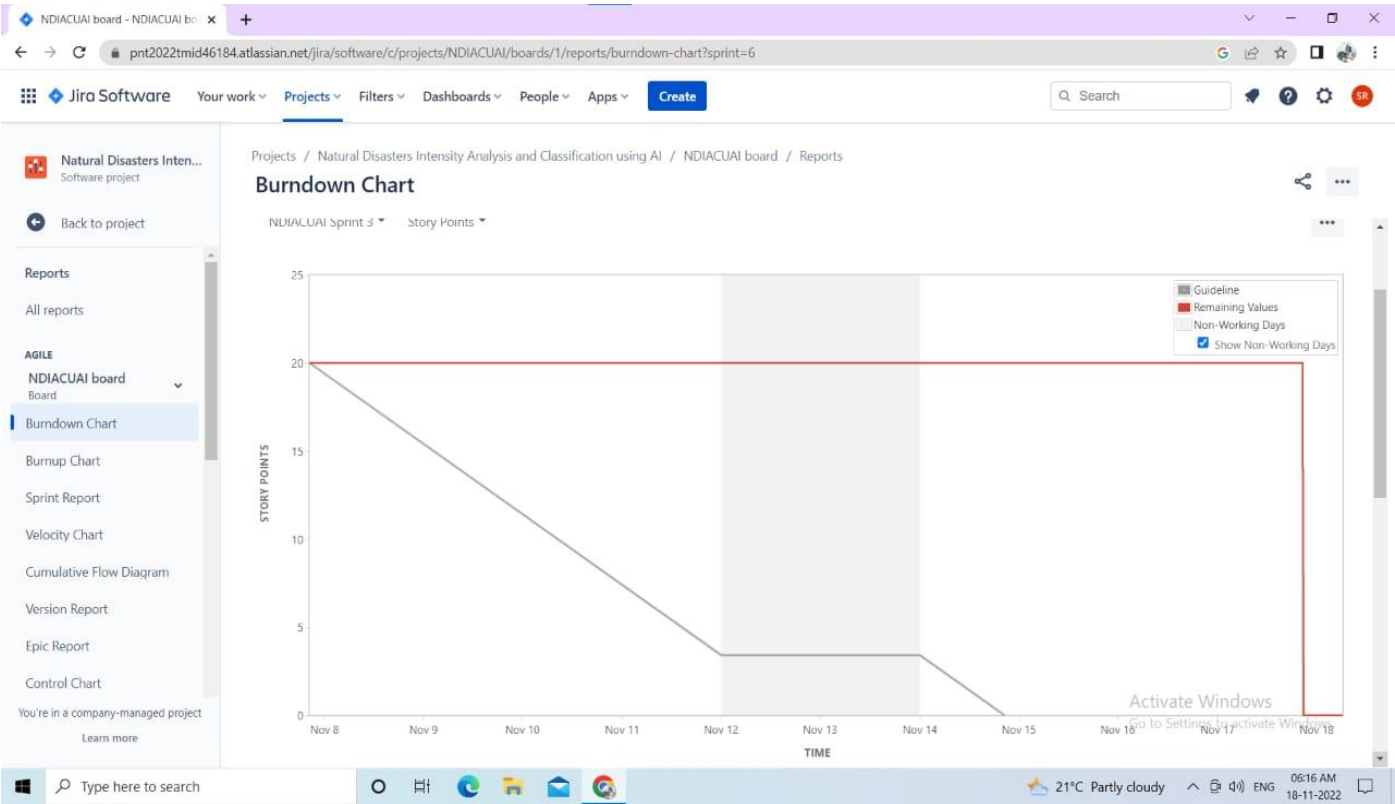 NDIACUAI board - NDIACUAI bo
pnt2022tmid46184.atlassian.net/jira/software/c/projects/NDIACUAI/boards/1/reports/burndown-chart?sprint=6
Jira Software Your work Projects Filters Dashboards People Apps Create Search SR
Natural Disasters Inten...
Software project
Back to project
Reports
All reports
AGILE
NDIACUAI board
Board
Burndown Chart
Burnup Chart
Sprint Report
Velocity Chart
Cumulative Flow Diagram
Version Report
Epic Report
Control Chart
You're in a company-managed project
Learn more
Projects / Natural Disasters Intensity Analysis and Classification using AI / NDIACUAI board / Reports
Burndown Chart
NDIACUAI Sprint 3 Story Points
Guideline
Remaining Values
Non-Working Days
Show Non-Working Days
STORY POINTS
25
20
15
10
5
0
Nov 8 Nov 9 Nov 10 Nov 11 Nov 12 Nov 13 Nov 14 Nov 15 Nov 16 Nov 17 Nov 18
TIME
Activate Windows
Go to Settings to activate Windows.
Type here to search
21°C Partly cloudy ENG 06:16 AM
18-11-2022